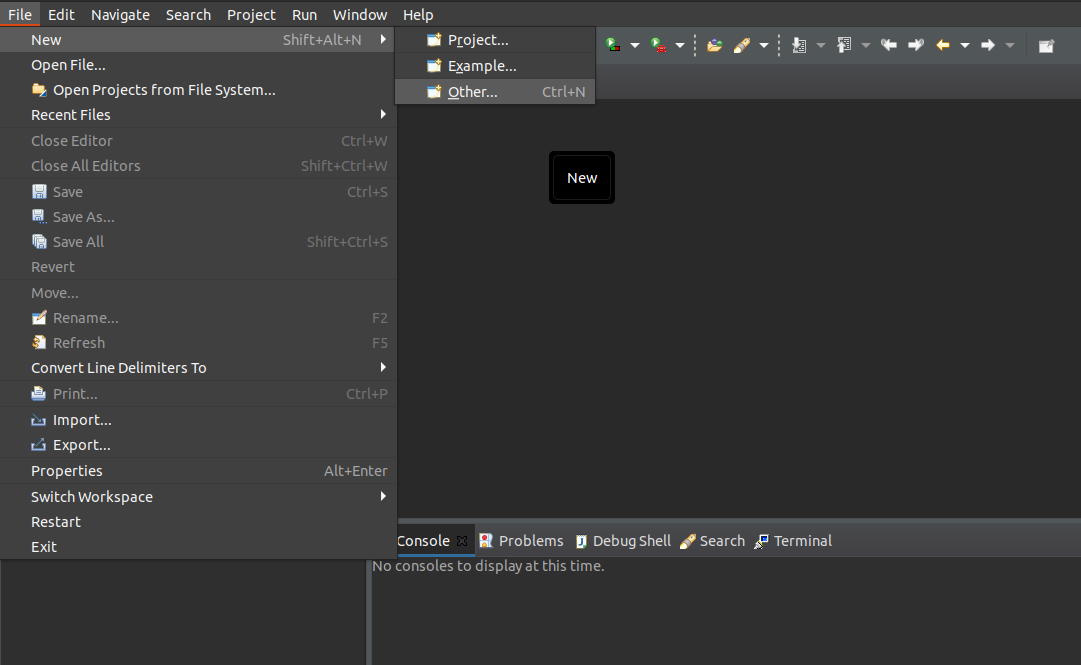 File Edit Navigate Search Project Run Window Help
New Shift+Alt+N
Project...
Example...
Other... Ctrl+N
Open File...
Open Projects from File System...
Recent Files
Close Editor Ctrl+W
Close All Editors Shift+Ctrl+W
Save Ctrl+S
Save As...
Save All Shift+Ctrl+S
Revert
Move...
Rename... F2
Refresh F5
Convert Line Delimiters To
Print... Ctrl+P
Import...
Export...
Properties Alt+Enter
Switch Workspace
Restart
Exit
New
Console Problems Debug Shell Search Terminal
No consoles to display at this time.